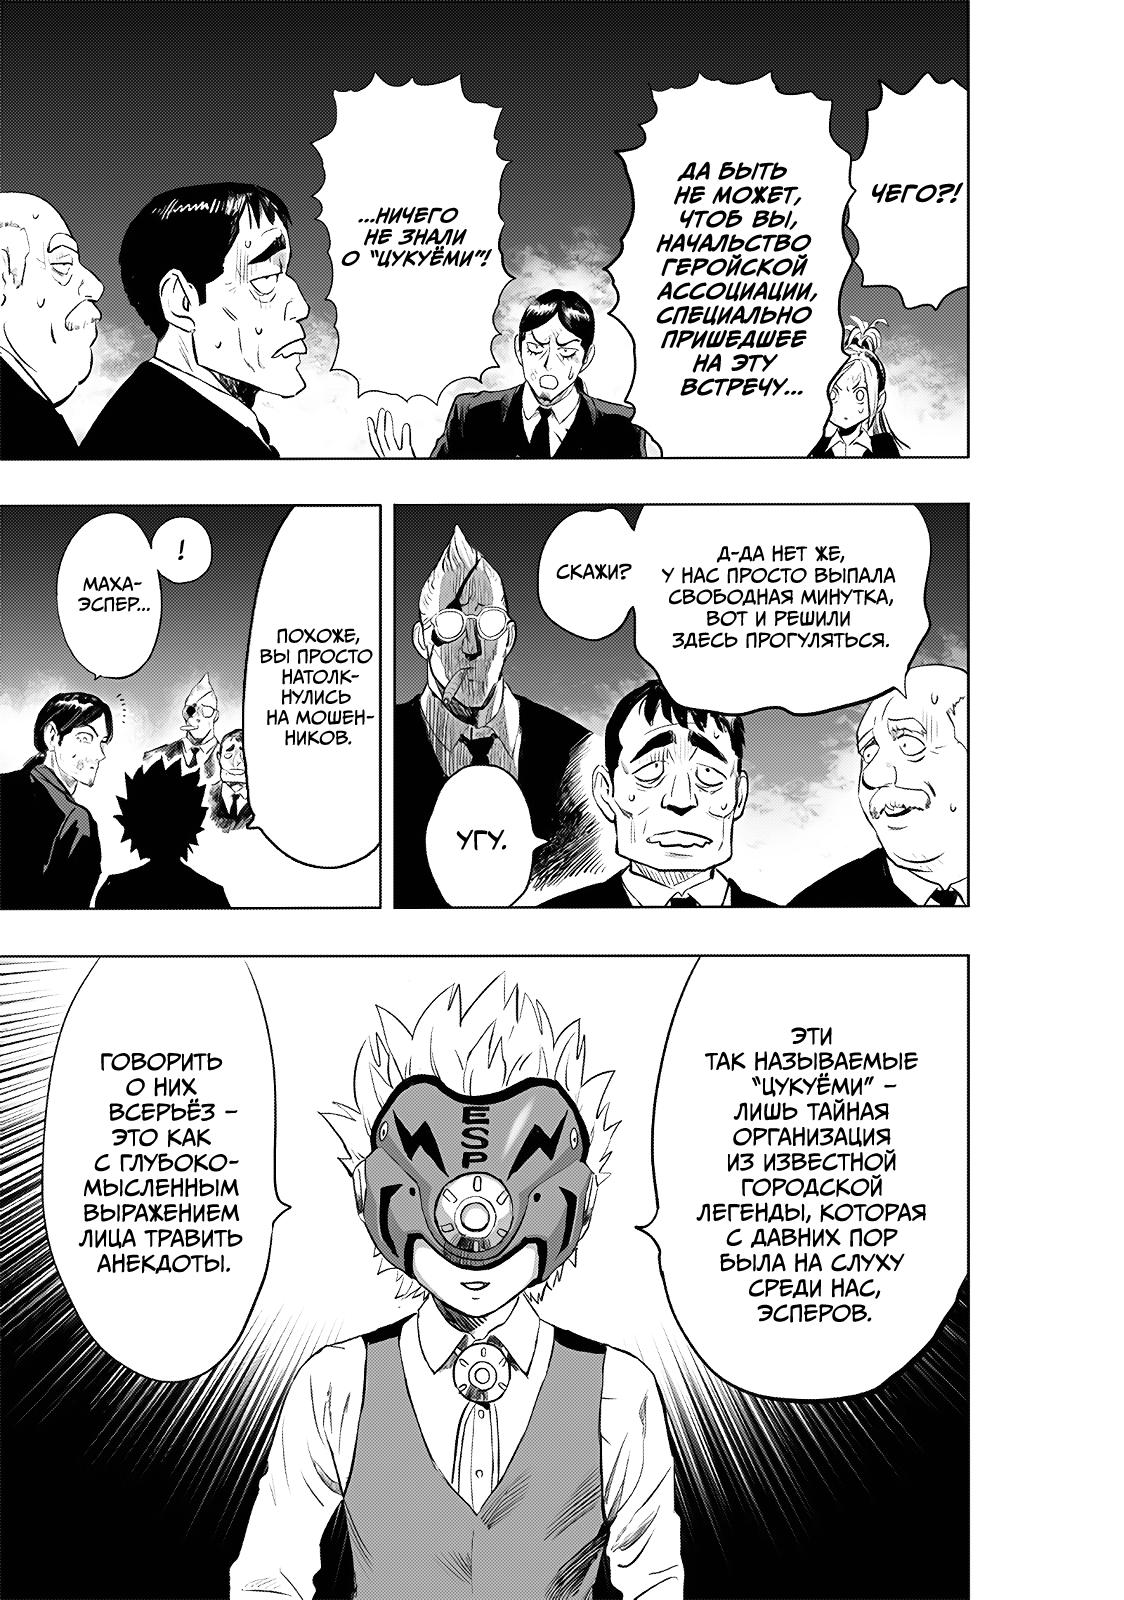 ЧЕГО?!
ДА БЫТЬ
НЕ МОЖЕТ,
ЧТОБ ВЫ,
НАЧАЛЬСТВО
ГЕРОЙСКОЙ
АССОЦИАЦИИ,
СПЕЦИАЛЬНО
ПРИШЕДШЕЕ
НА ЭТУ
ВСТРЕЧУ...
...НИЧЕГО
НЕ ЗНАЛИ
О "ЦУКУЁМИ"!
Д-ДА НЕТ ЖЕ,
У НАС ПРОСТО ВЫПАЛА
СВОБОДНАЯ МИНУТКА,
ВОТ И РЕШИЛИ
ЗДЕСЬ ПРОГУЛЯТЬСЯ.
СКАЖИ?
УГУ.
ПОХОЖЕ,
ВЫ ПРОСТО
НАТОЛК-
НУЛИСЬ
НА МОШЕН-
НИКОВ.
!
МАХА-
ЭСПЕР...
ЭТИ
ТАК НАЗЫВАЕМЫЕ
"ЦУКУЁМИ" –
ЛИШЬ ТАЙНАЯ
ОРГАНИЗАЦИЯ
ИЗ ИЗВЕСТНОЙ
ГОРОДСКОЙ
ЛЕГЕНДЫ, КОТОРАЯ
С ДАВНИХ ПОР
БЫЛА НА СЛУХУ
СРЕДИ НАС,
ЭСПЕРОВ.
ESP
ГОВОРИТЬ
О НИХ
ВСЕРЬЁЗ –
ЭТО КАК
С ГЛУБОКО-
МЫСЛЕННЫМ
ВЫРАЖЕНИЕМ
ЛИЦА ТРАВИТЬ
АНЕКДОТЫ.